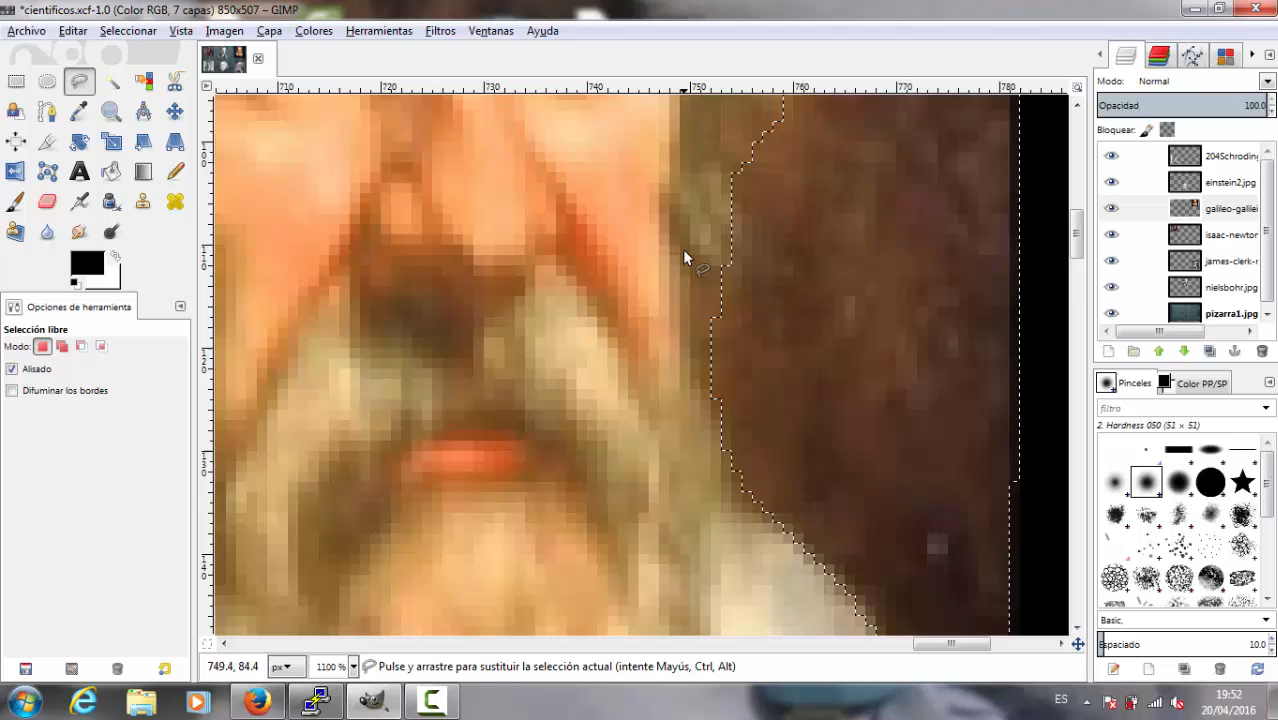 *cientificos.xcf-1.0 (Color RGB, 7 capas) 850x507 – GIMP
Archivo Editar Seleccionar Vista Imagen Capa Colores Herramientas Filtros Ventanas Ayuda
710 720 730 740 750 760 770 780
Modo: Normal
Opacidad 100.0
Bloquear:
204Schroding
einstein2.jpg
galileo-galilei
isaac-newton
james-clerk-r
nielsbohr.jpg
pizarra1.jpg
Opciones de herramienta
Selección libre
Modo:
Alisado
Difuminar los bordes
Pinceles Color PP/SP
filtro
2. Hardness 050 (51 × 51)
Basic,
Espaciado 10.0
749.4, 84.4 px 1100 % Pulse y arrastre para sustituir la selección actual (intente Mayús, Ctrl, Alt)
ES 19:52
20/04/2016